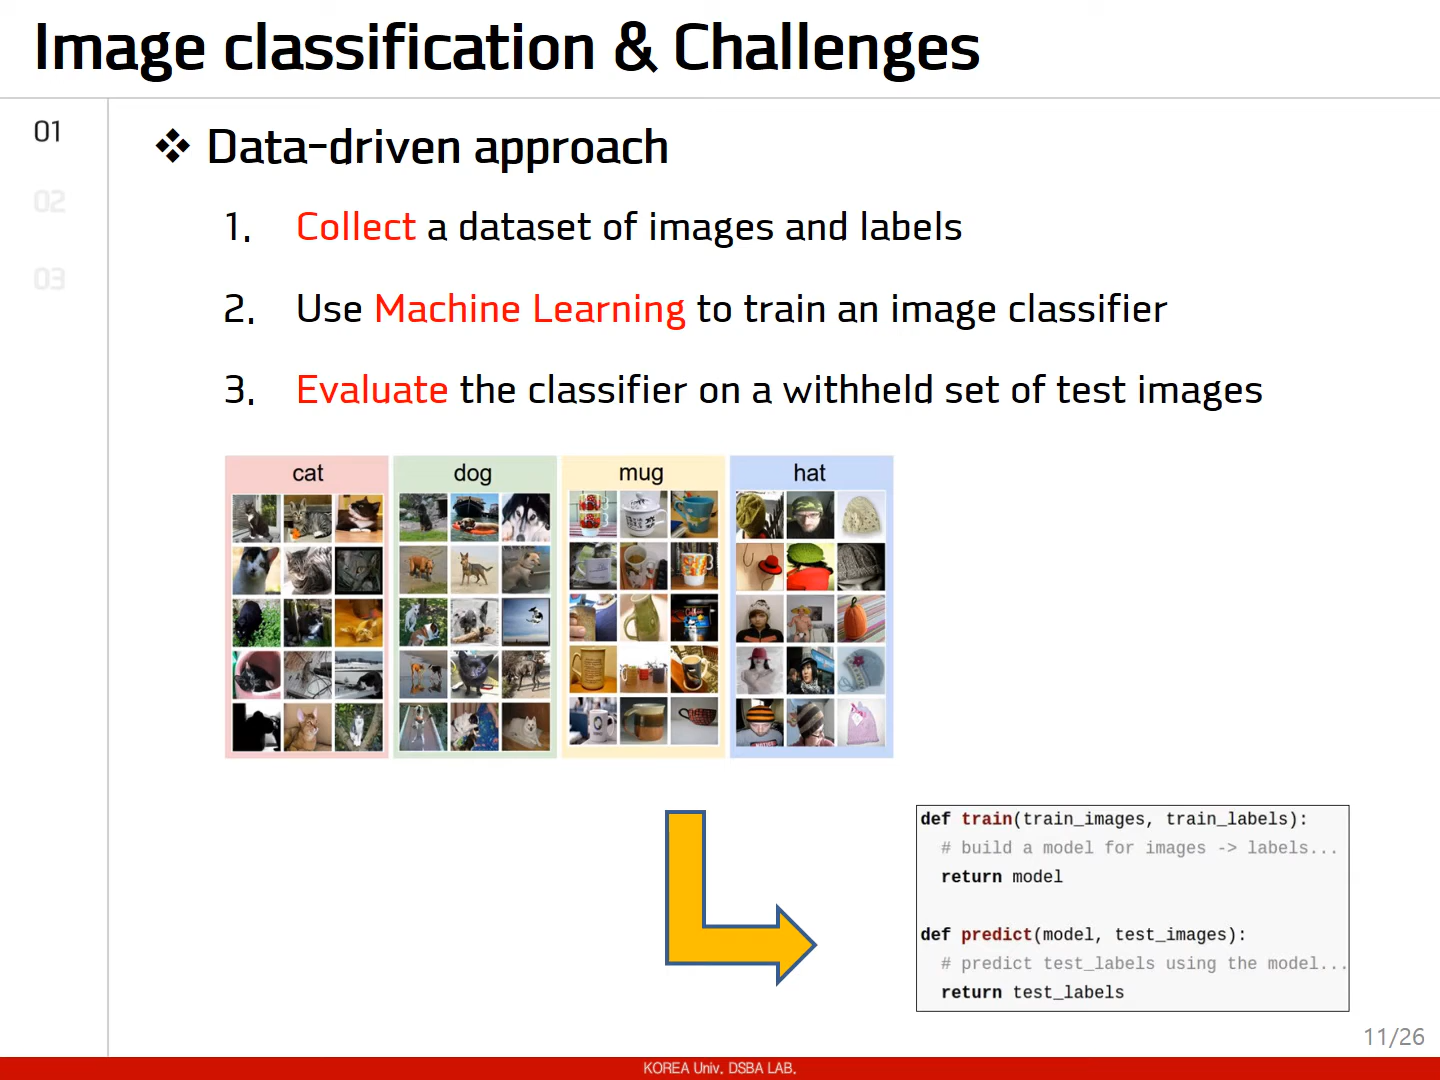 Image classification & Challenges
01
02
03
❖ Data-driven approach
1. Collect a dataset of images and labels
2. Use Machine Learning to train an image classifier
3. Evaluate the classifier on a withheld set of test images
cat dog mug hat
def train(train_images, train_labels):
# build a model for images -> labels...
return model
def predict(model, test_images):
# predict test_labels using the model...
return test_labels
11/26
KOREA Univ. DSBA LAB.